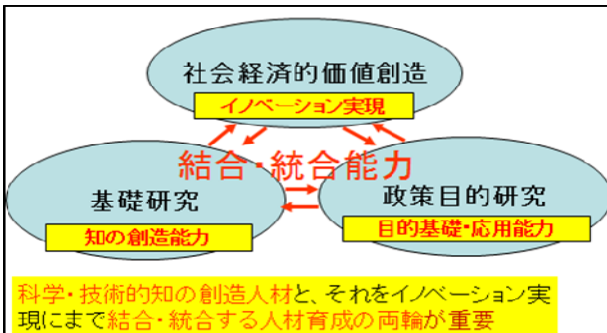 社会経済的価値創造
イノベーション実現
結合・統合能力
基礎研究
知の創造能力
政策目的研究
目的基礎・応用能力
科学・技術的知の創造人材と、それをイノベーション実
現にまで結合・統合する人材育成の両輪が重要